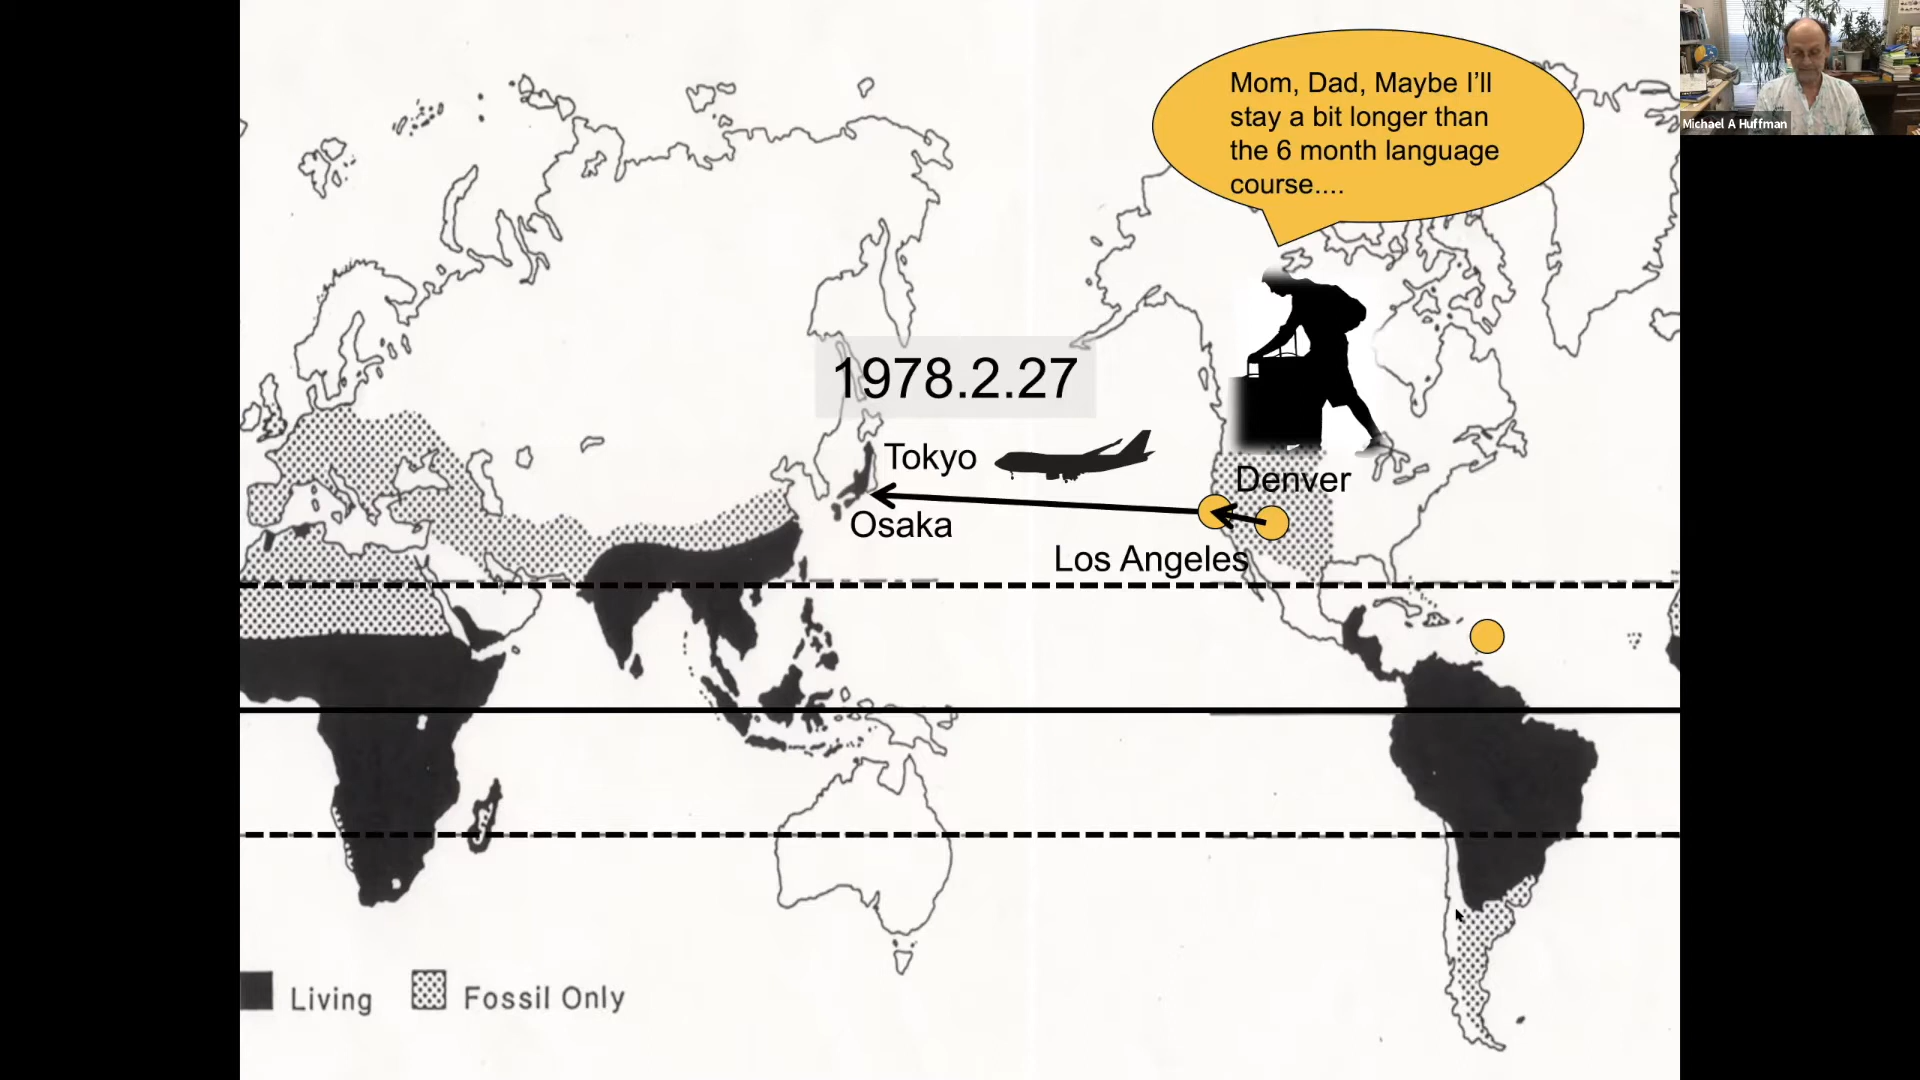 Mom, Dad, Maybe I'll
stay a bit longer than
the 6 month language
course....
Michael A Huffman
1978.2.27
Tokyo
Denver
Osaka
Los Angeles
Living
Fossil Only